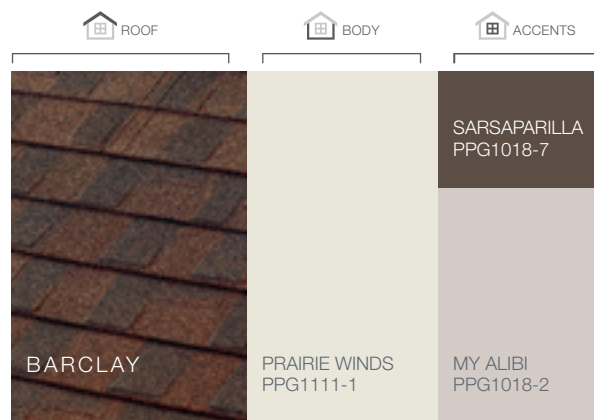 ROOF
BODY
ACCENTS
BARCLAY
PRAIRIE WINDS
PPG1111-1
SARSAPARILLA
PPG1018-7
MY ALIBI
PPG1018-2